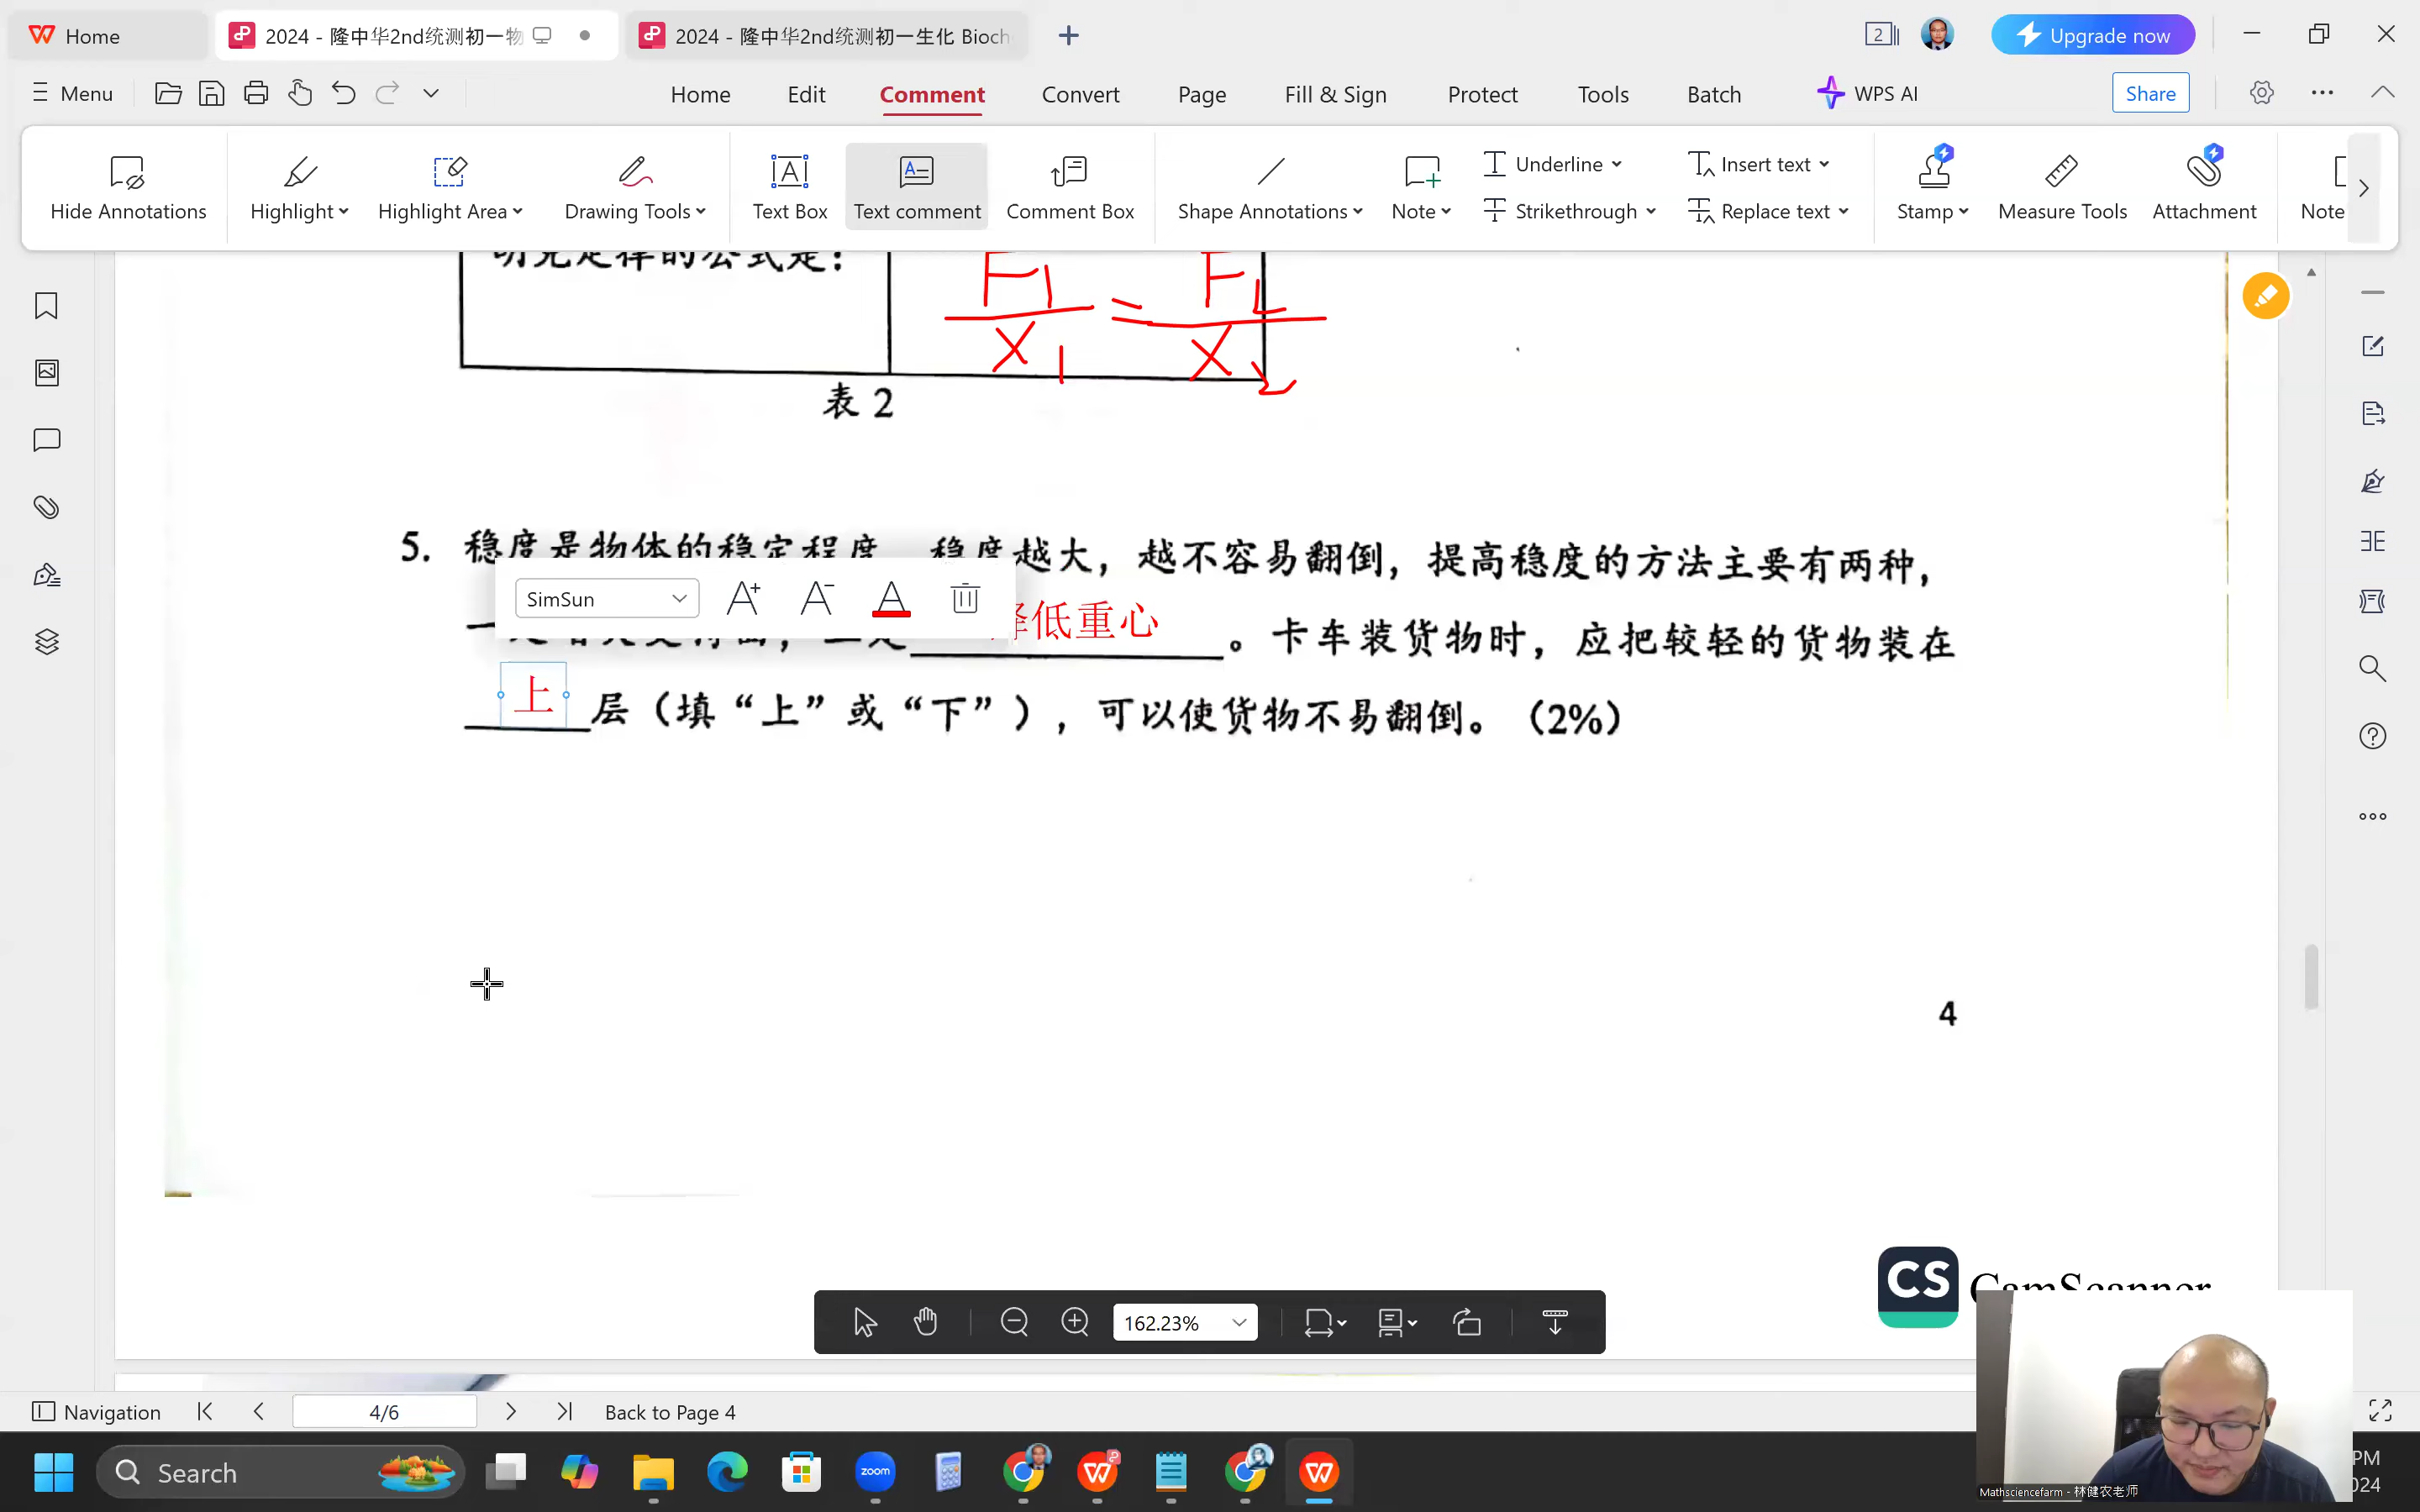 Home
2024 - 隆中华2nd统测初一物
2024 - 隆中华2nd统测初一生化 Bioch
2
Upgrade now
Menu
Home
Edit
Comment
Convert
Page
Fill & Sign
Protect
Tools
Batch
WPS AI
Share
Hide Annotations
Highlight
Highlight Area
Drawing Tools
Text Box
Text comment
Comment Box
Shape Annotations
Note
Underline
Strikethrough
Insert text
Replace text
Stamp
Measure Tools
Attachment
Note
X1 = X2
表 2
5. 稳度是物体的稳定程度 稳度越大，越不容易翻倒，提高稳度的方法主要有两种，
SimSun
低重心 。卡车装货物时，应把较轻的货物装在
上 层（填“上”或“下”），可以使货物不易翻倒。（2%）
4
CS CamScanner
162.23%
Navigation
4/6
Back to Page 4
Search
zoom
PM
024
Mathsciencefarm - 林健农老师